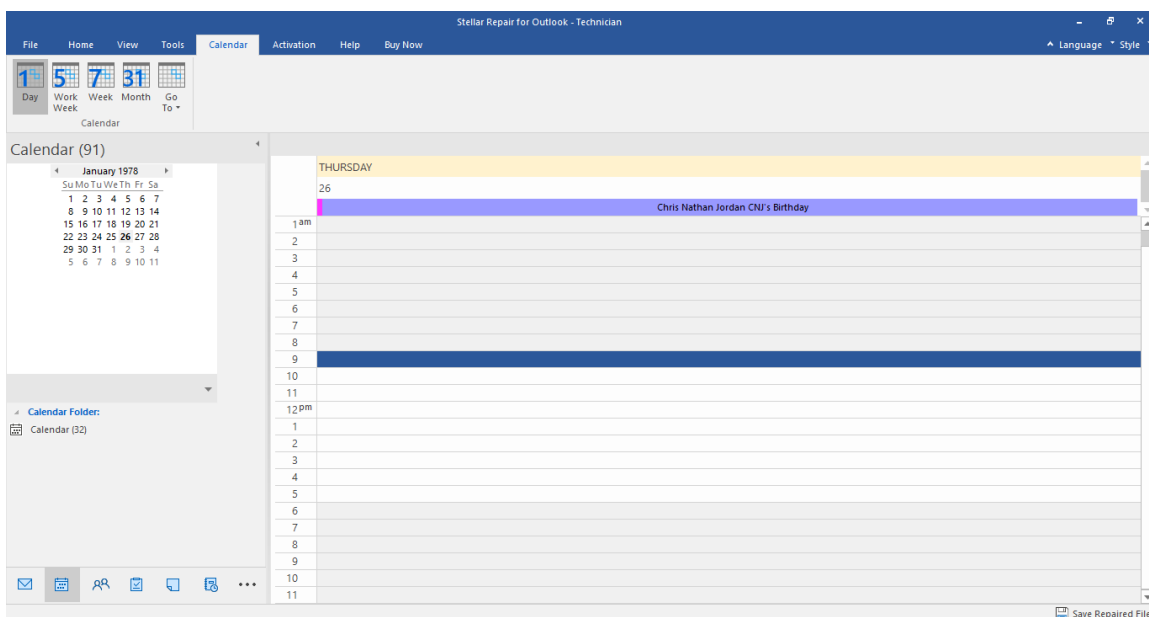 Stellar Repair for Outlook - Technician
File Home View Tools Calendar Activation Help Buy Now
Language Style
1 5 7 31
Day Work Week Week Month Go To
Calendar
Calendar (91)
January 1978
Su Mo Tu We Th Fr Sa
1 2 3 4 5 6 7
8 9 10 11 12 13 14
15 16 17 18 19 20 21
22 23 24 25 26 27 28
29 30 31 1 2 3 4
5 6 7 8 9 10 11
Calendar Folder:
Calendar (32)
THURSDAY
26
Chris Nathan Jordan CNJ's Birthday
1 am
2
3
4
5
6
7
8
9
10
11
12 pm
1
2
3
4
5
6
7
8
9
10
11
Save Repaired File